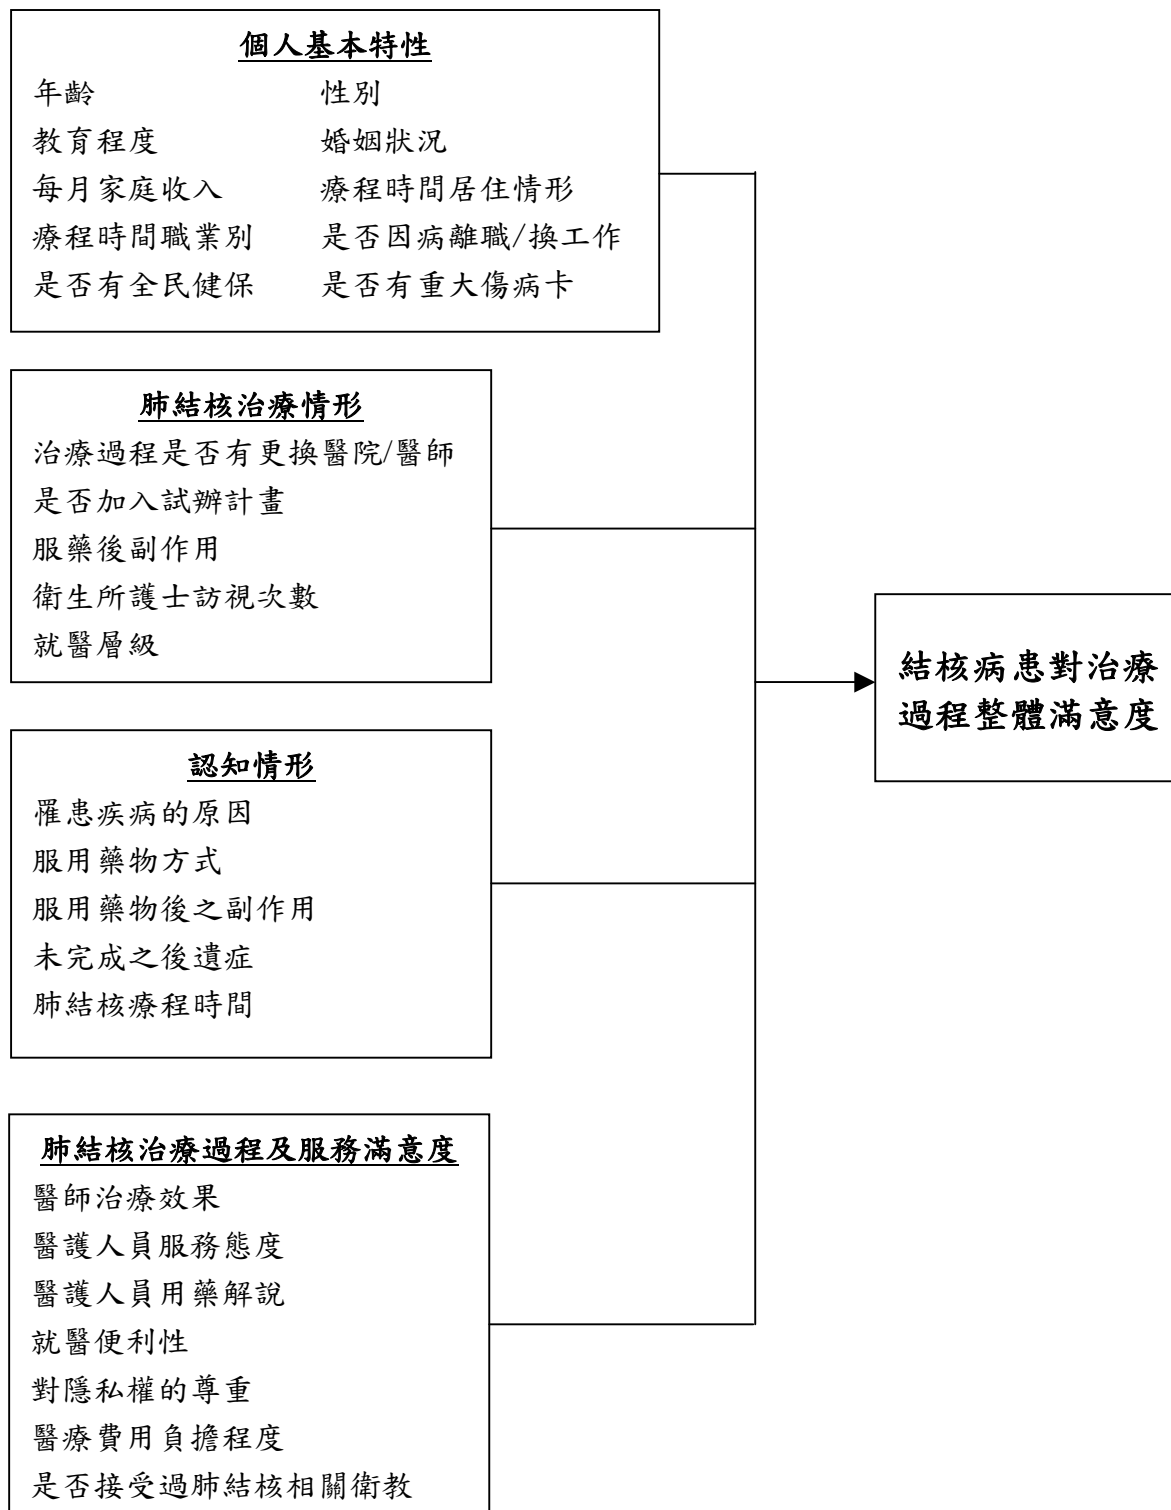 個人基本特性
年齡 性別
教育程度 婚姻狀況
每月家庭收入 療程時間居住情形
療程時間職業別 是否因病離職/換工作
是否有全民健保 是否有重大傷病卡
肺結核治療情形
治療過程是否有更換醫院/醫師
是否加入試辦計畫
服藥後副作用
衛生所護士訪視次數
就醫層級
結核病患對治療
過程整體滿意度
認知情形
罹患疾病的原因
服用藥物方式
服用藥物後之副作用
未完成之後遺症
肺結核療程時間
肺結核治療過程及服務滿意度
醫師治療效果
醫護人員服務態度
醫護人員用藥解說
就醫便利性
對隱私權的尊重
醫療費用負擔程度
是否接受過肺結核相關衛教